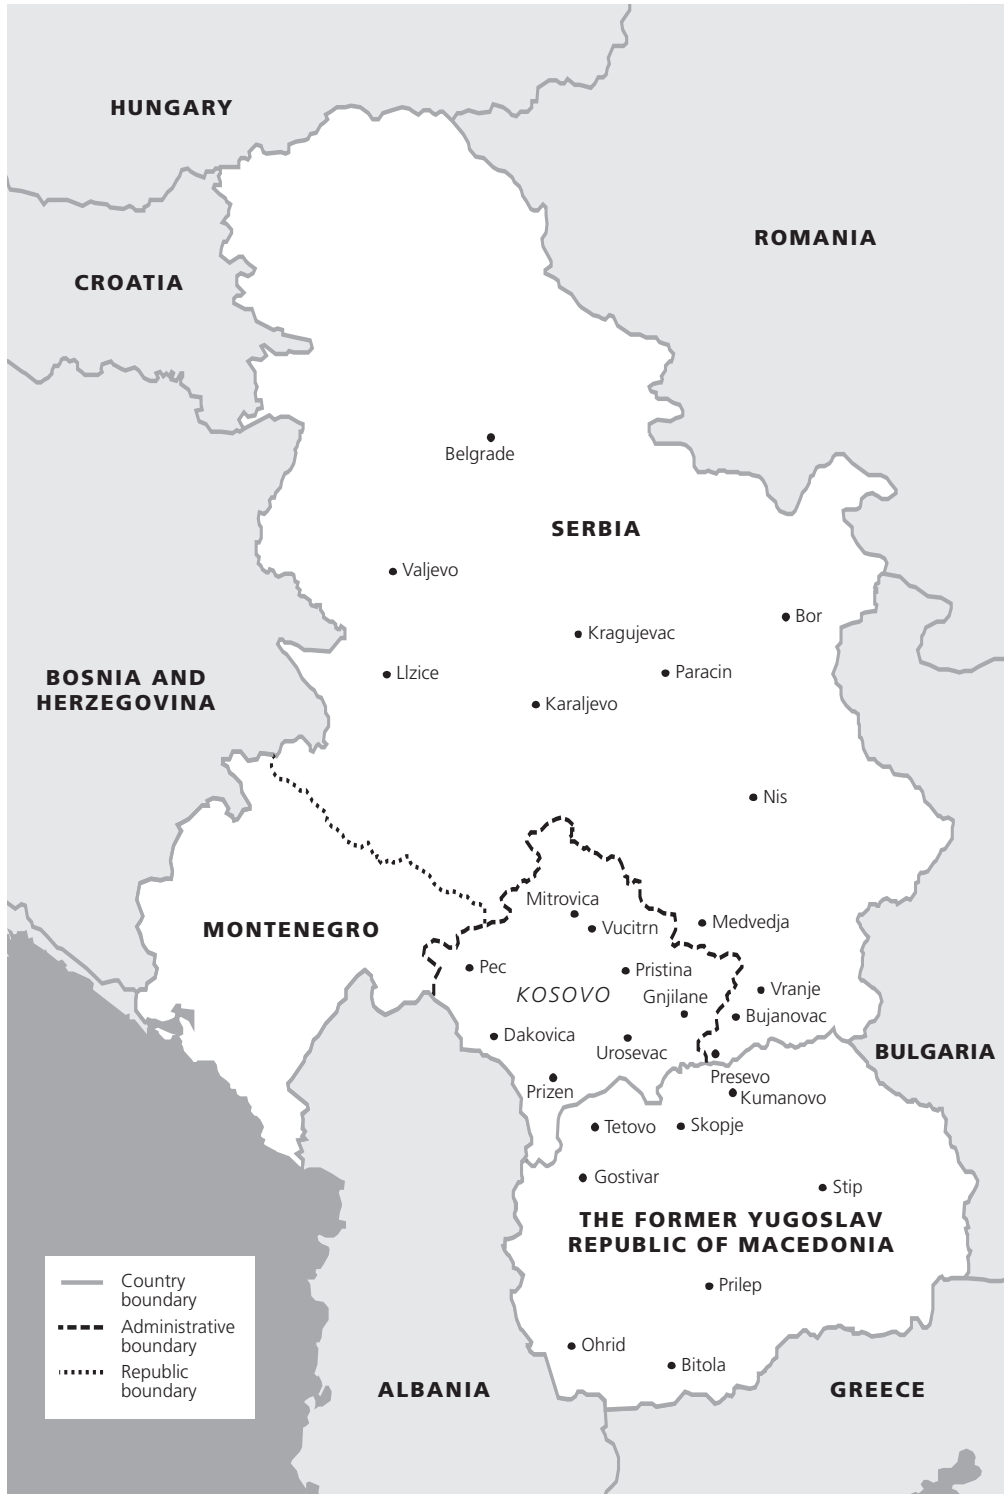 HUNGARY
ROMANIA
CROATIA
Belgrade
SERBIA
Valjevo
Bor
Kragujevac
Llzice
Paracin
BOSNIA AND
HERZEGOVINA
Karaljevo
Nis
Mitrovica
Medvedja
Vucitrn
MONTENEGRO
Pec
Pristina
KOSOVO
Gnjilane
Vranje
Bujanovac
Dakovica
Urosevac
BULGARIA
Presevo
Prizen
Kumanovo
Tetovo
Skopje
Gostivar
Stip
THE FORMER YUGOSLAV
REPUBLIC OF MACEDONIA
Prilep
Ohrid
Bitola
ALBANIA
GREECE
Country
boundary
Administrative
boundary
Republic
boundary